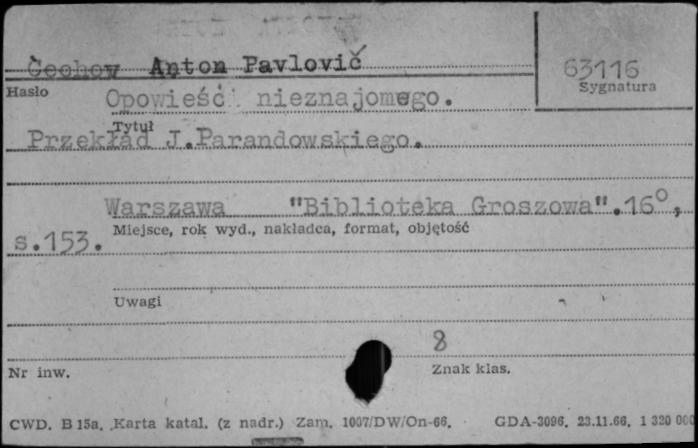 Čechov Anton Pavlovič
63116
Hasło
Sygnatura
Opowieść nieznajomego.
Tytuł
Przekład J.Parandowskiego.
Warszawa "Biblioteka Groszowa".16°,
Miejsce, rok wyd., nakładca, format, objętość
s.153.
Uwagi
8
Nr inw.
Znak klas.
CWD. B 15a. Karta katal. (z nadr.) Zam. 1007/DW/On-66. GDA-3096. 23.11.66. 1 320 000